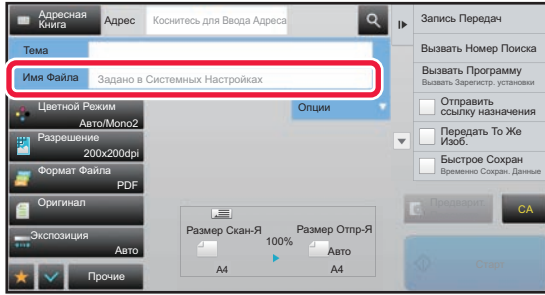 Адресная
Книга
Адрес
Коснитесь для Ввода Адреса
Тема
Имя Файла
Задано в Системных Настройках
Цветной Режим
Авто/Mono2
Разрешение
200x200dpi
Формат Файла
PDF
Оригинал
Экспозиция
Авто
Прочие
Опции
Размер Скан-Я
100%
Размер Отпр-Я
Авто
A4
A4
Запись Передач
Вызвать Номер Поиска
Вызвать Программу
Вызвать Зарегистр. установки
Отправить
ссылку назначения
Передать То Же
Изоб.
Быстрое Сохран
Временно Сохран. Данные
Предварит.
CA
Старт